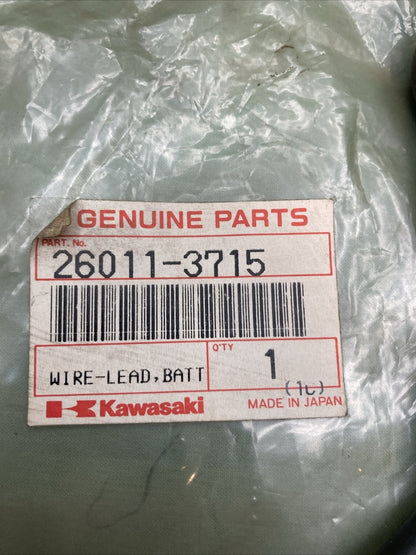 GENUINE PARTS
PART. No.
26011-3715
Q'TY
WIRE-LEAD,BATT
1
(1L)
Kawasaki
MADE IN JAPAN